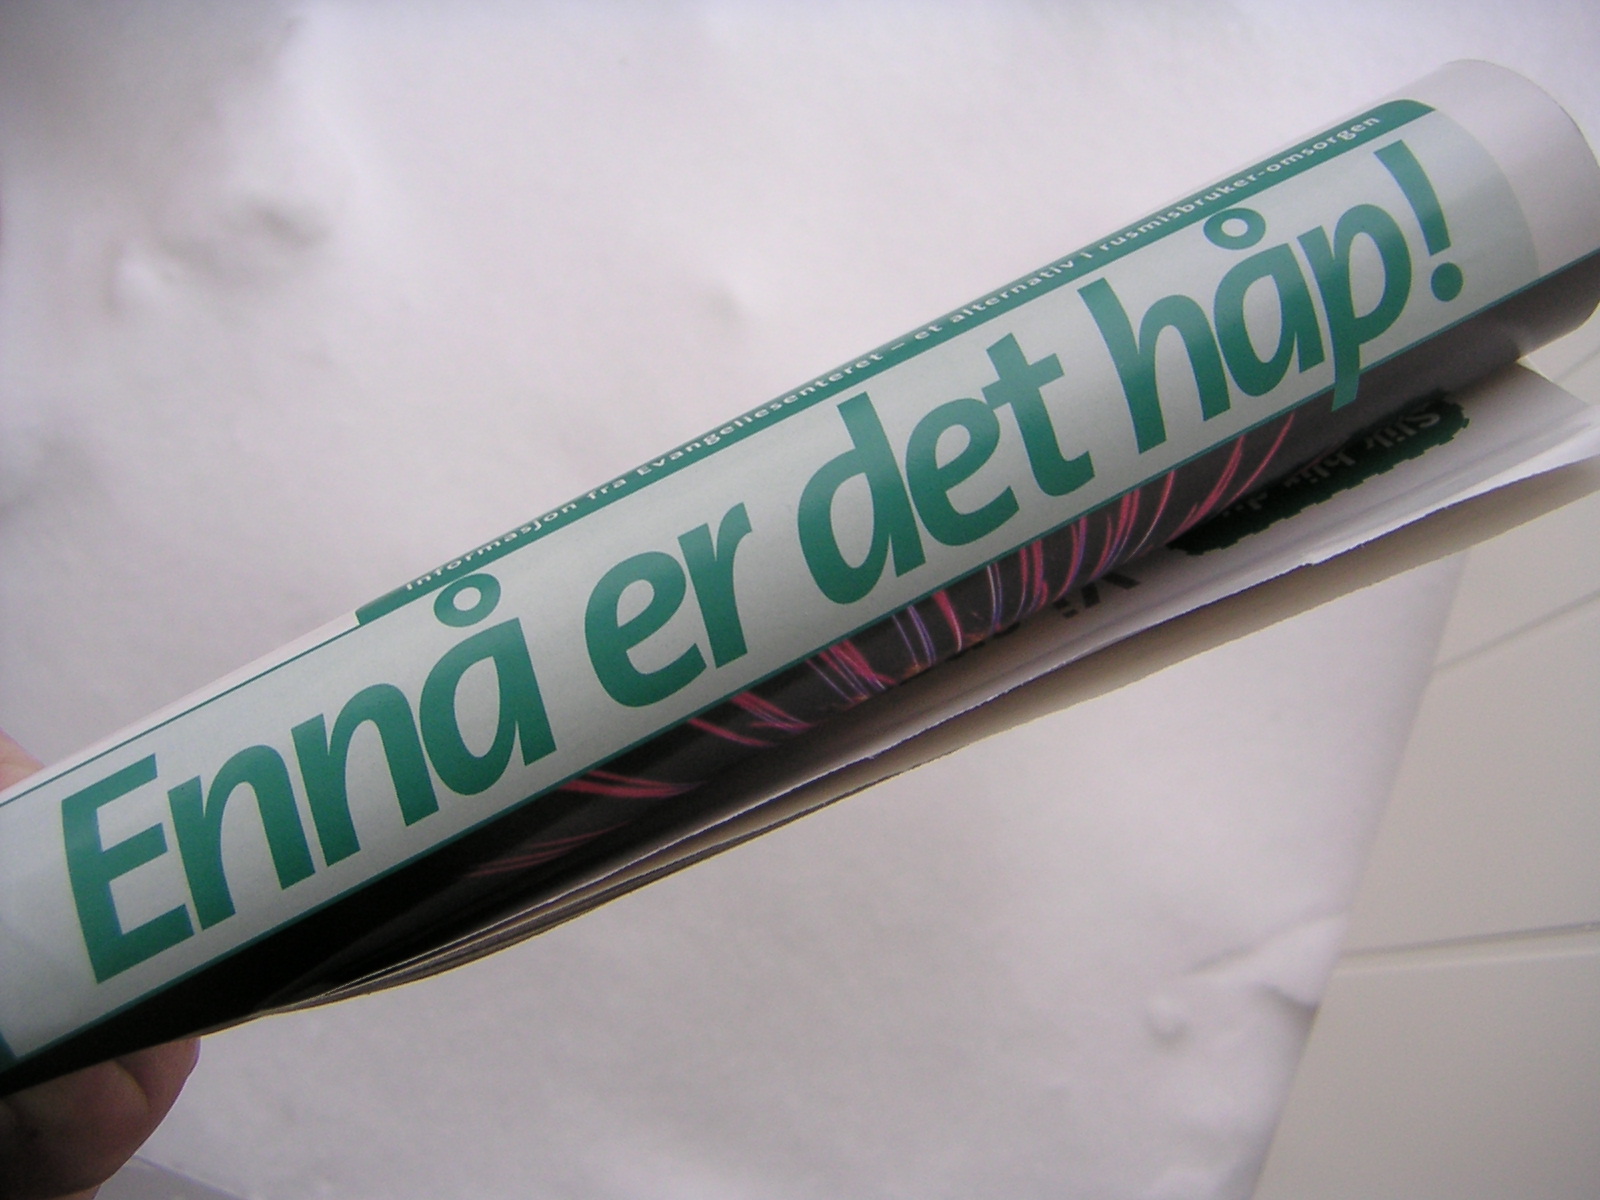 Informasjon fra Evangeliesenteret – et alternativ i rusmisbruker-omsorgen
Ennå er det håp!